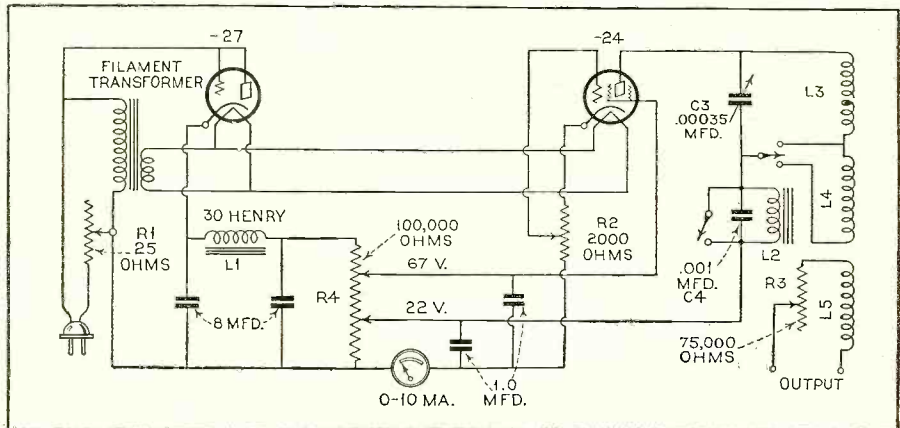 -27
FILAMENT
TRANSFORMER
-24
C3
.00035
MFD.
L3
R1
25
OHMS
30 HENRY
L1
100,000
OHMS
67 V.
R4
22 V.
8 MFD.
R2
2000
OHMS
L4
L2
.001
MFD.
C4
R3
L5
75,000
OHMS
0-10 MA.
1.0
MFD.
OUTPUT